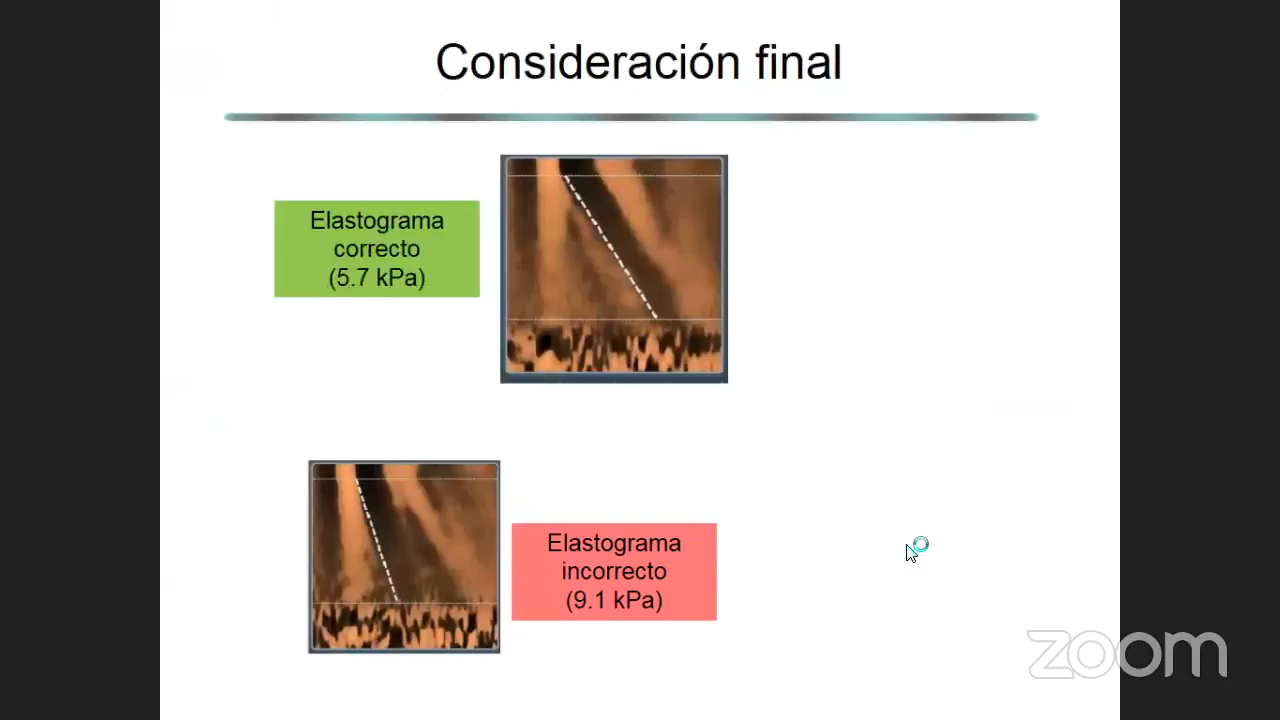 Consideración final
Elastograma
correcto
(5.7 kPa)
Elastograma
incorrecto
(9.1 kPa)
zoom